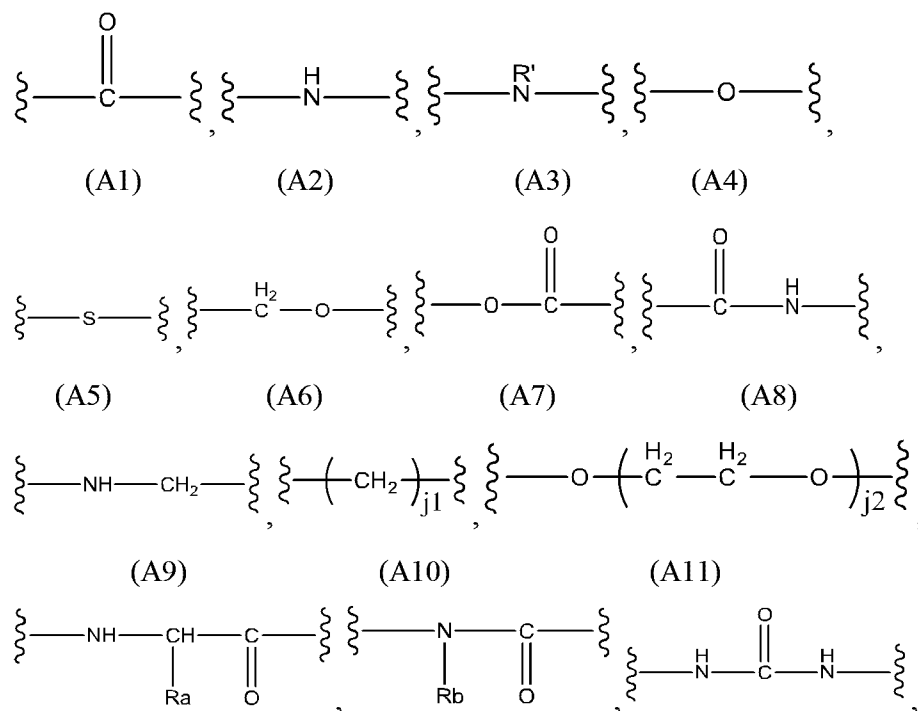 O
C , H N , R' N , O ,
(A1) (A2) (A3) (A4)
O O
S , H2 C O , O C , C H N ,
(A5) (A6) (A7) (A8)
NH CH2 , ( CH2 ) j1 , O ( H2 C H2 C O ) j2 ,
(A9) (A10) (A11)
O
NH CH C , N C , H N C H N ,
Ra O Rb O